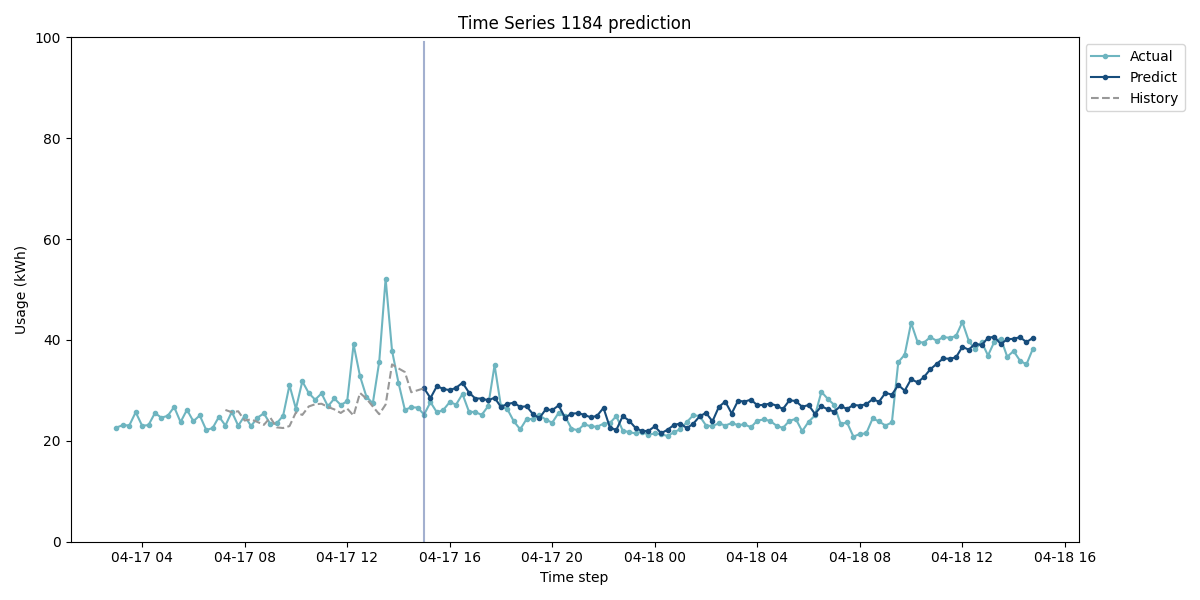 Time Series 1184 prediction
100
80
60
40
20
0
Usage (kWh)
04-17 04
04-17 08
04-17 12
04-17 16
04-17 20
04-18 00
04-18 04
04-18 08
04-18 12
04-18 16
Time step
Actual
Predict
History